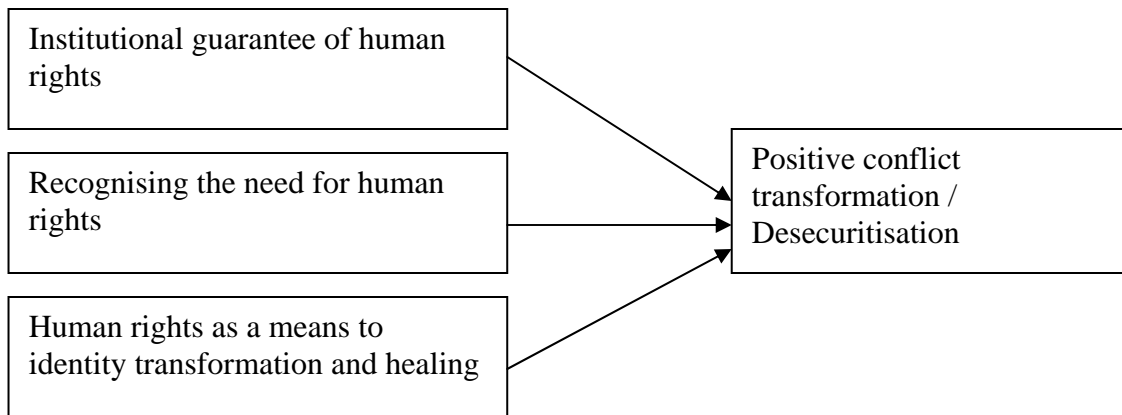 Institutional guarantee of human
rights
Recognising the need for human
rights
Human rights as a means to
identity transformation and healing
Positive conflict
transformation /
Desecuritisation